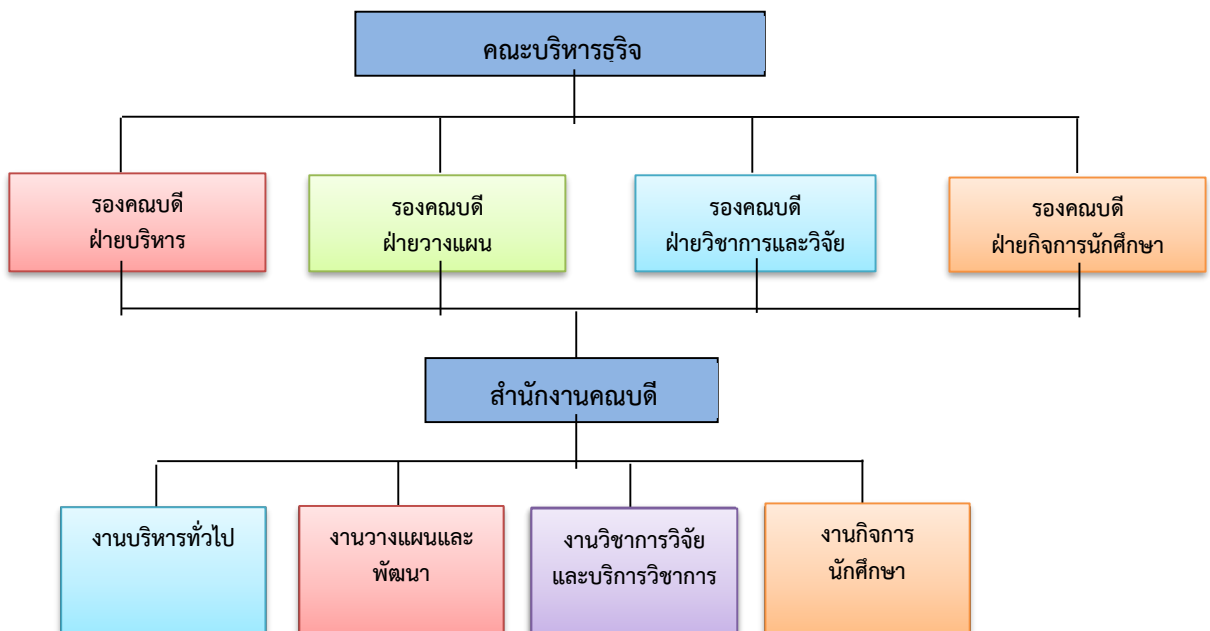 คณะบริหารธุริจ
รองคณบดี
ฝ่ายบริหาร
รองคณบดี
ฝ่ายวางแผน
รองคณบดี
ฝ่ายวิชาการและวิจัย
รองคณบดี
ฝ่ายกิจการนักศึกษา
สำนักงานคณบดี
งานบริหารทั่วไป
งานวางแผนและ
พัฒนา
งานวิชาการวิจัย
และบริการวิชาการ
งานกิจการ
นักศึกษา